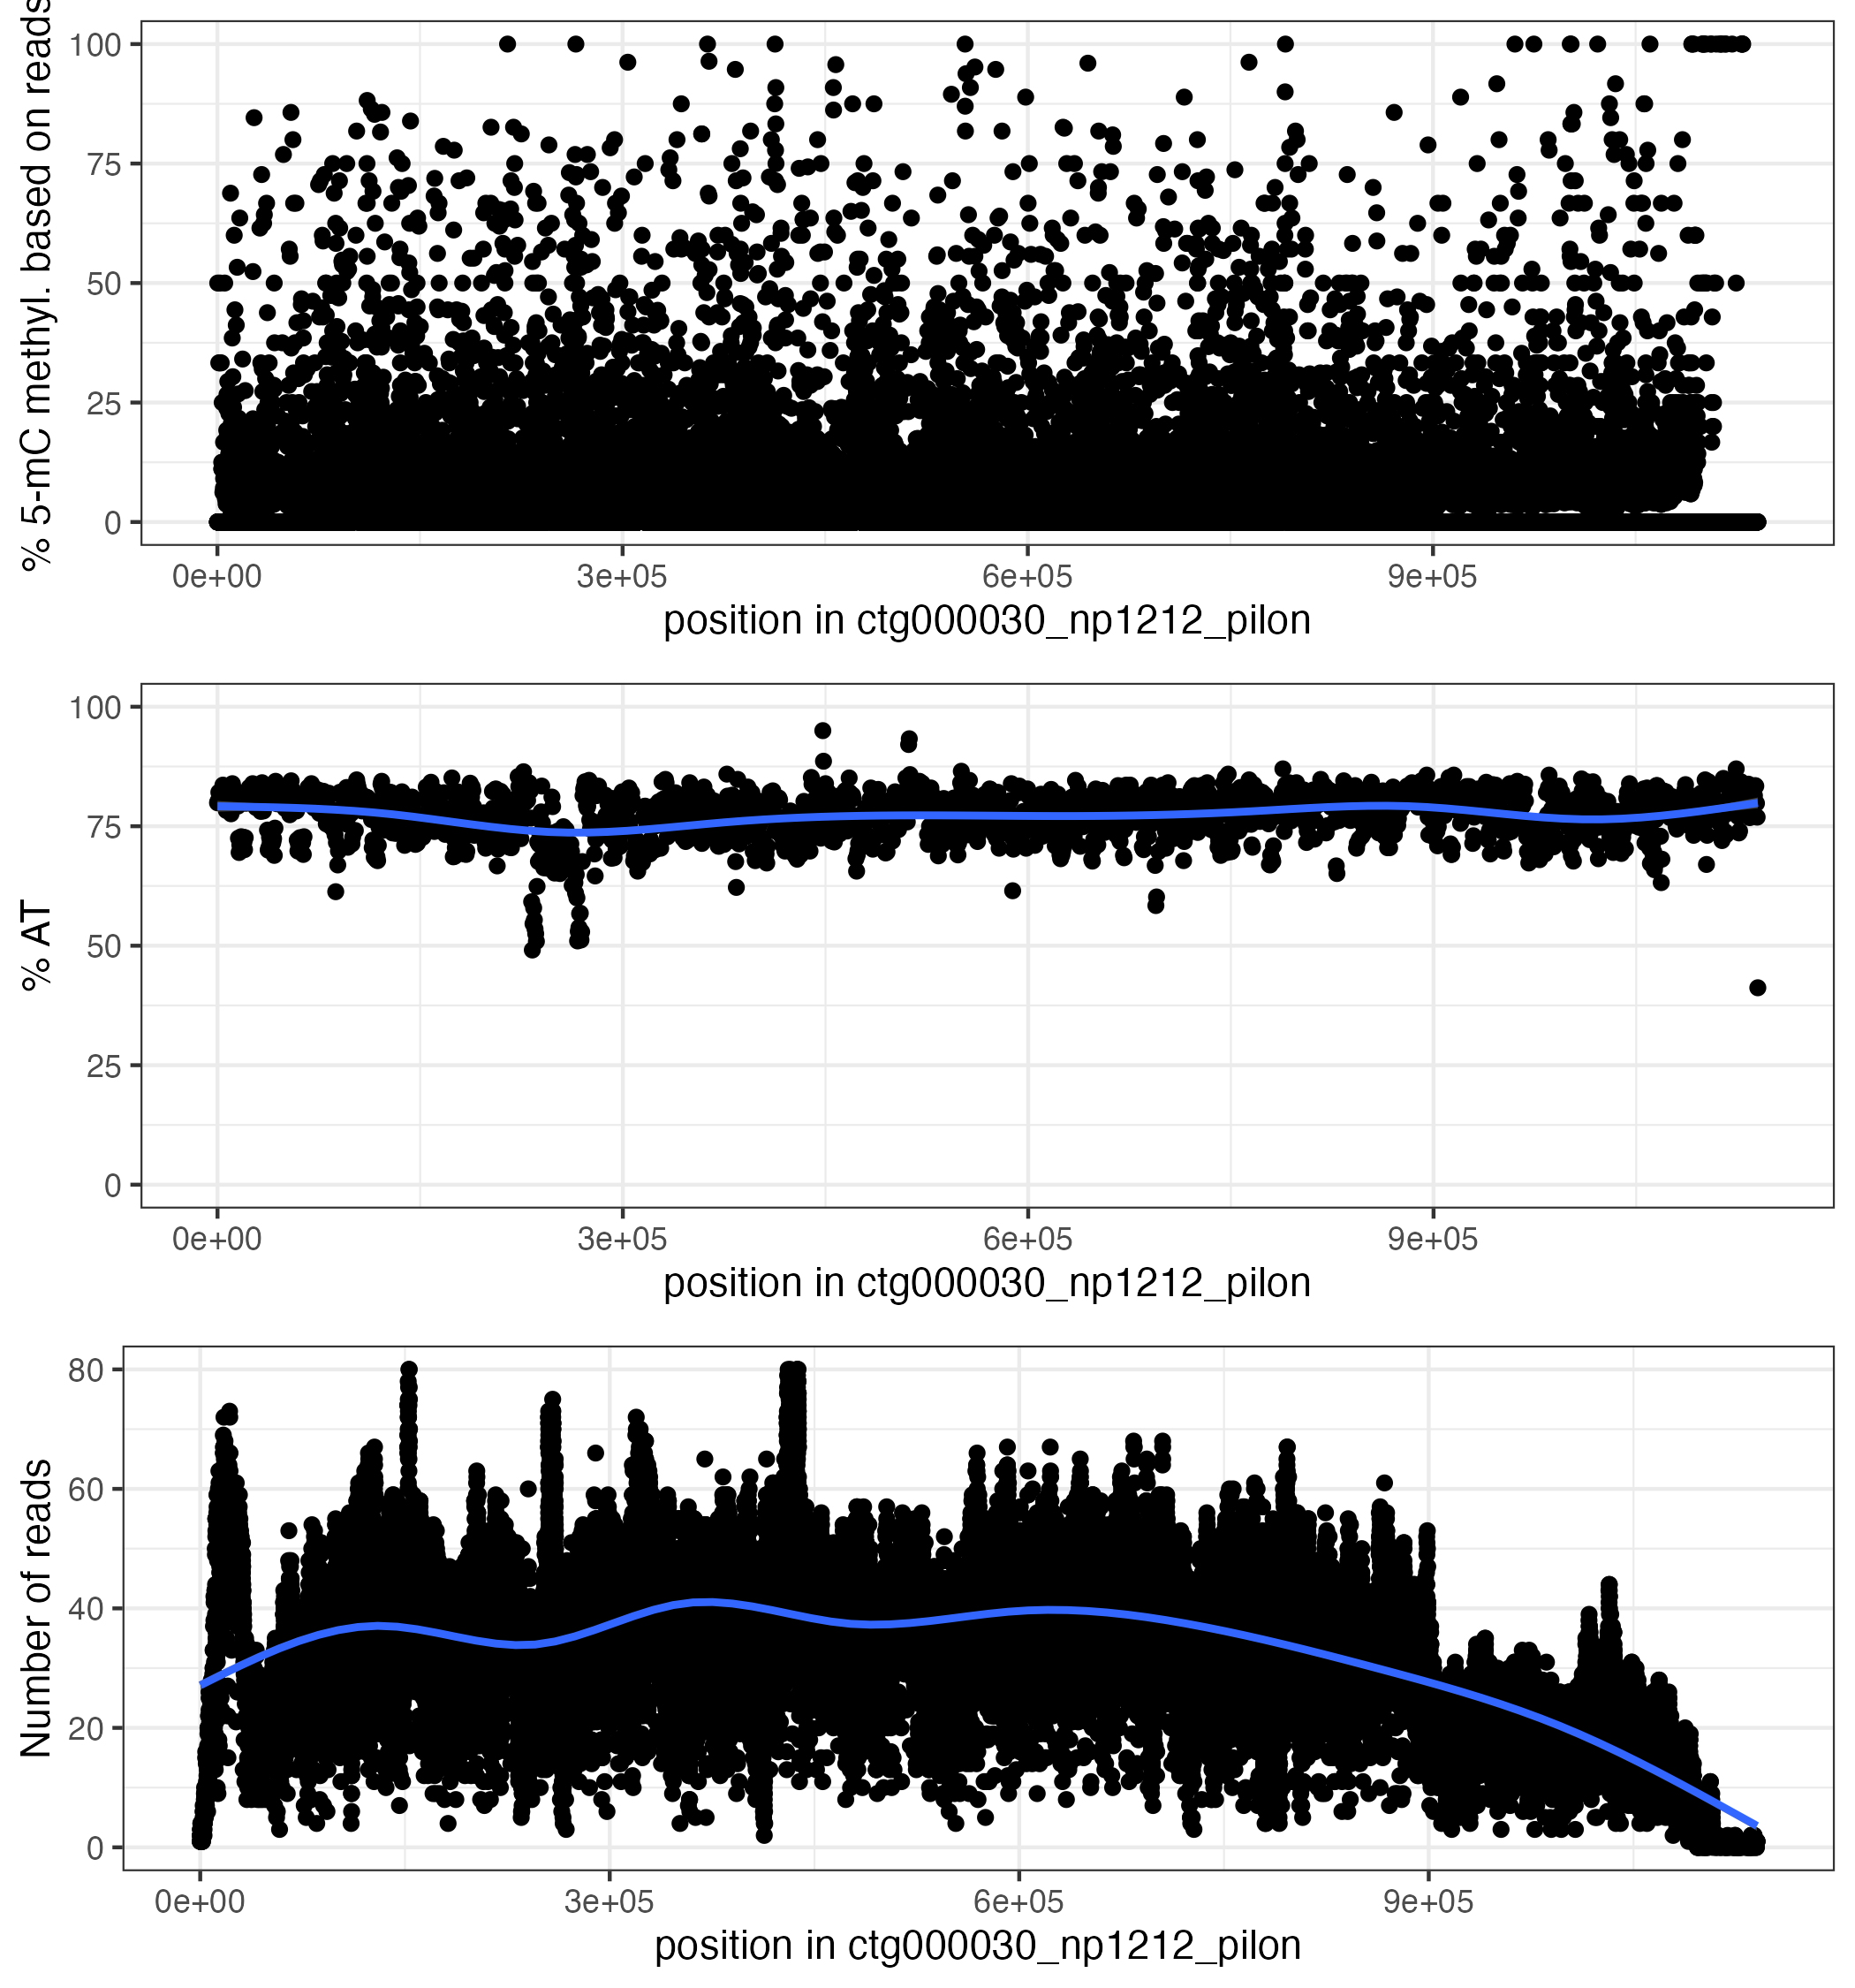 % 5-mC methyl. based on reads
100
75
50
25
0
0e+00 3e+05 6e+05 9e+05
position in ctg000030_np1212_pilon
% AT
100
75
50
25
0
0e+00 3e+05 6e+05 9e+05
position in ctg000030_np1212_pilon
Number of reads
80
60
40
20
0
0e+00 3e+05 6e+05 9e+05
position in ctg000030_np1212_pilon